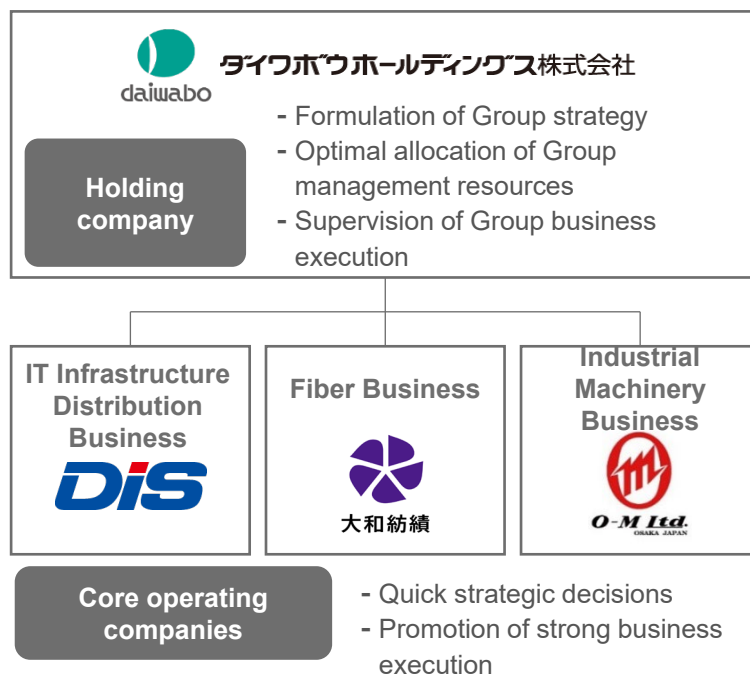 daiwabo
ダイワボウホールディングス株式会社
Holding
company
- Formulation of Group strategy
- Optimal allocation of Group
management resources
- Supervision of Group business
execution
IT Infrastructure
Distribution
Business
DiS
Fiber Business
大和紡績
Industrial
Machinery
Business
O-M Ltd.
OSAKA JAPAN
Core operating
companies
- Quick strategic decisions
- Promotion of strong business
execution